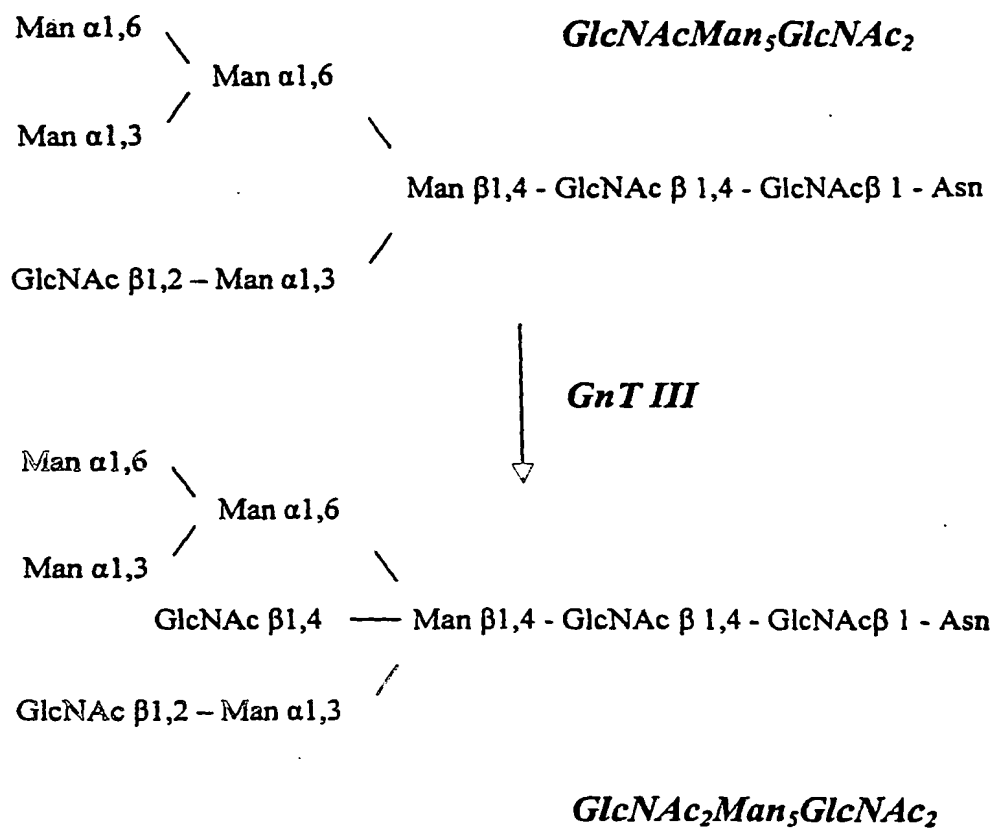 Man α1,6
GlcNAcMan₅GlcNAc₂
Man α1,6
Man α1,3
Man β1,4 - GlcNAc β 1,4 - GlcNAcβ 1 - Asn
GlcNAc β1,2 – Man α1,3
GnT III
Man α1,6
Man α1,6
Man α1,3
GlcNAc β1,4 — Man β1,4 - GlcNAc β 1,4 - GlcNAcβ 1 - Asn
GlcNAc β1,2 – Man α1,3
GlcNAc₂Man₅GlcNAc₂